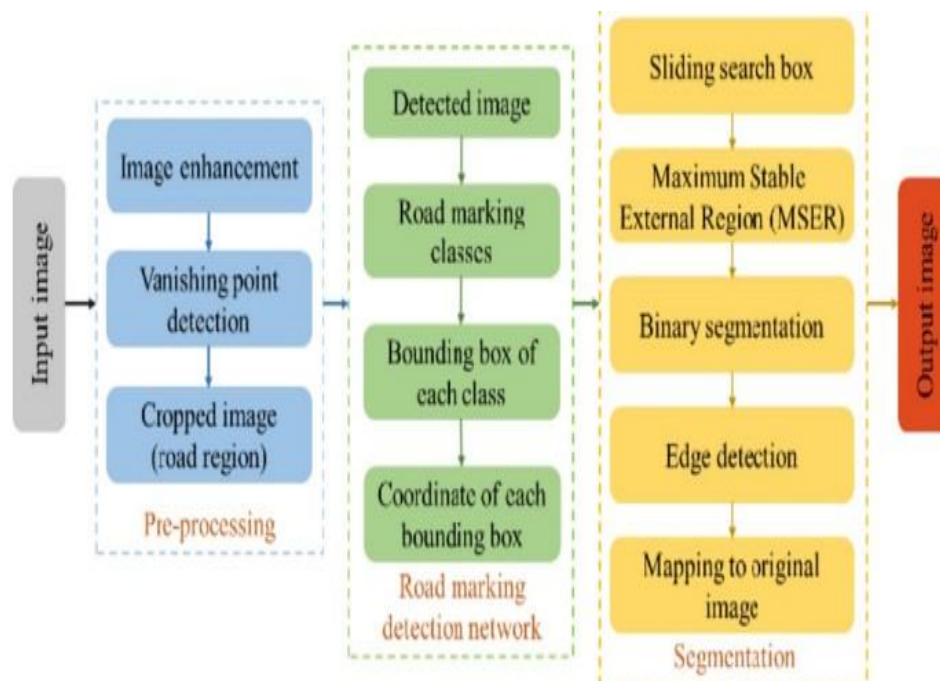 Input image
Image enhancement
Vanishing point
detection
Cropped image
(road region)
Pre-processing
Detected image
Road marking
classes
Bounding box of
each class
Coordinate of each
bounding box
Road marking
detection network
Sliding search box
Maximum Stable
External Region (MSER)
Binary segmentation
Edge detection
Mapping to original
image
Segmentation
Output image